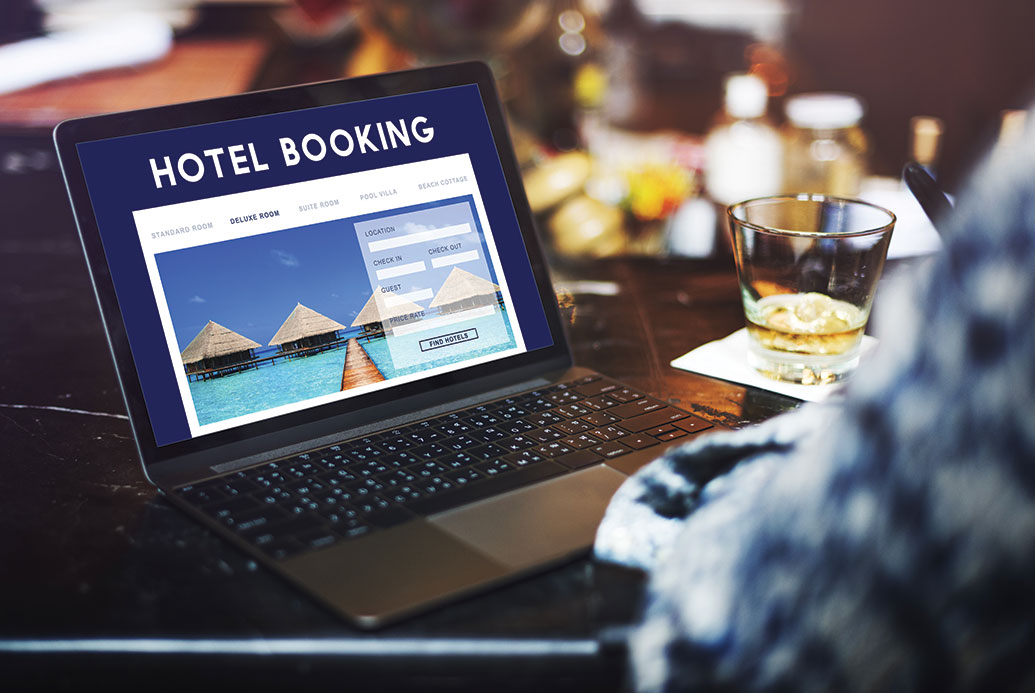 HOTEL BOOKING
STANDARD ROOM DELUXE ROOM SUITE ROOM POOL VILLA BEACH COTTAGE
LOCATION
CHECK IN CHECK OUT
GUEST
PRICE RATE
FIND HOTELS